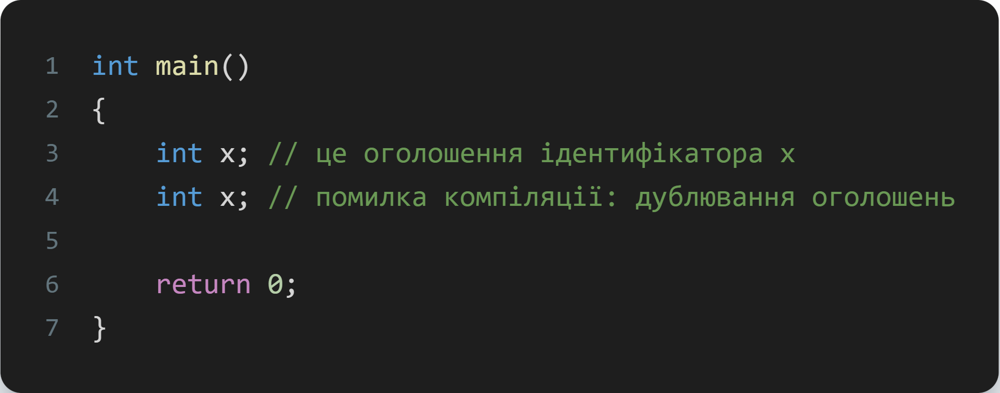 1 int main()
2 {
3     int x; // це оголошення ідентифікатора x
4     int x; // помилка компіляції: дублювання оголошень
5
6     return 0;
7 }